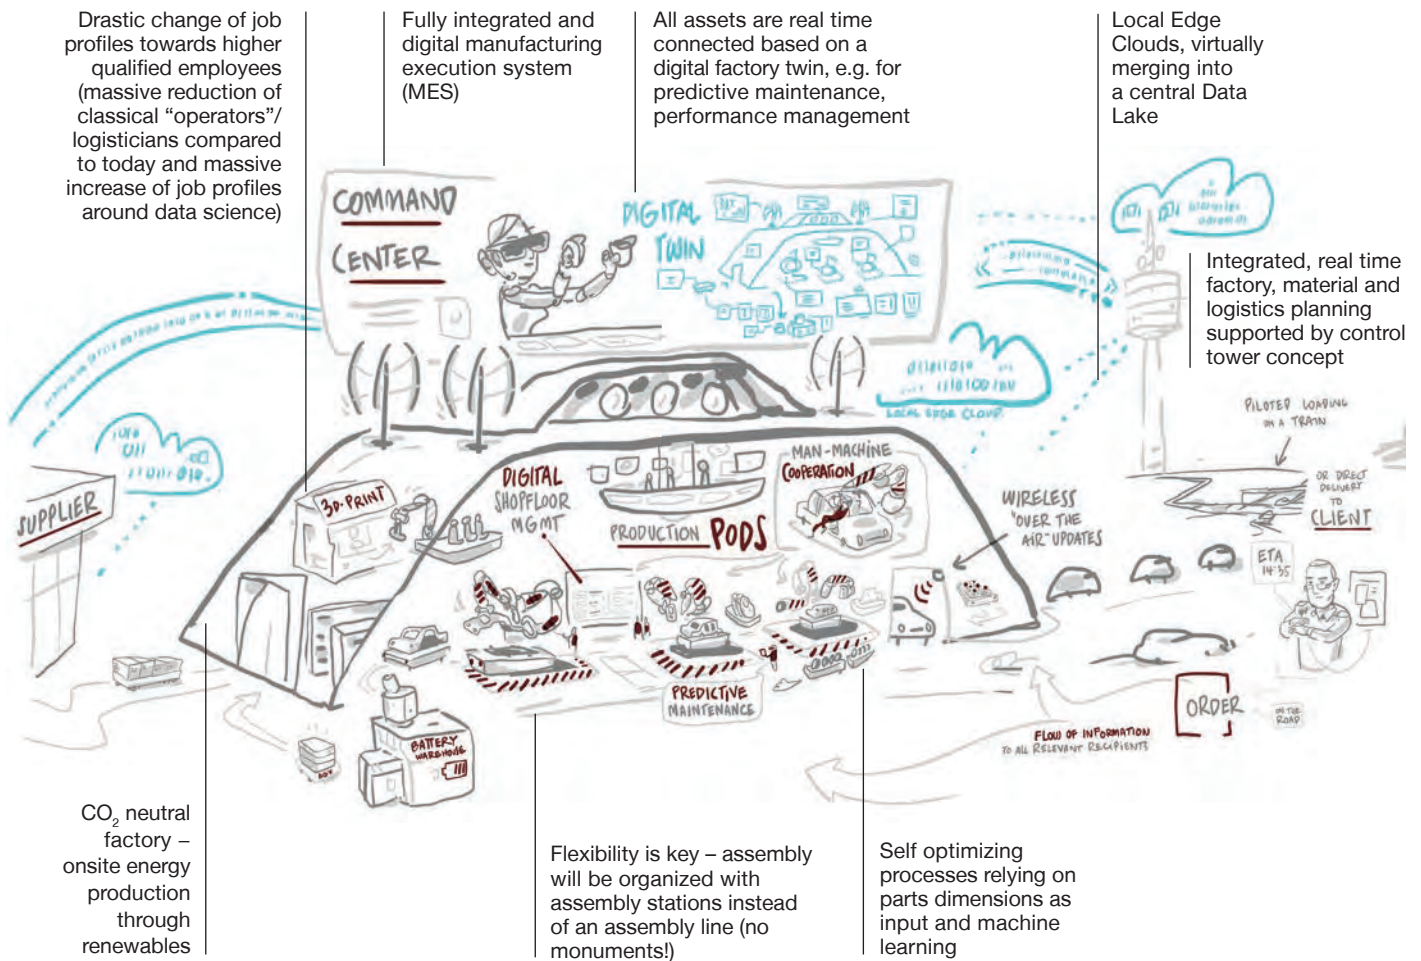 Drastic change of job
profiles towards higher
qualified employees
(massive reduction of
classical “operators”/
logisticians compared
to today and massive
increase of job profiles
around data science)
Fully integrated and
digital manufacturing
execution system
(MES)
All assets are real time
connected based on a
digital factory twin, e.g. for
predictive maintenance,
performance management
Local Edge
Clouds, virtually
merging into
a central Data
Lake
COMMAND
CENTER
DIGITAL
TWIN
Integrated, real time
factory, material and
logistics planning
supported by control
tower concept
LOCAL EDGE CLOUD
PILOTED LOADING
ON A TRAIN
OR DIRECT
DELIVERY
TO
CLIENT
SUPPLIER
3D-PRINT
DIGITAL
SHOPFLOOR
MGMT
PRODUCTION PODS
MAN-MACHINE
COOPERATION
WIRELESS
"OVER THE
AIR" UPDATES
ETA
14:35
PREDICTIVE
MAINTENANCE
BATTERY
WAREHOUSE
ORDER
ON THE
ROAD
FLOW OF INFORMATION
TO ALL RELEVANT RECIPIENTS
CO2 neutral
factory –
onsite energy
production
through
renewables
Flexibility is key – assembly
will be organized with
assembly stations instead
of an assembly line (no
monuments!)
Self optimizing
processes relying on
parts dimensions as
input and machine
learning